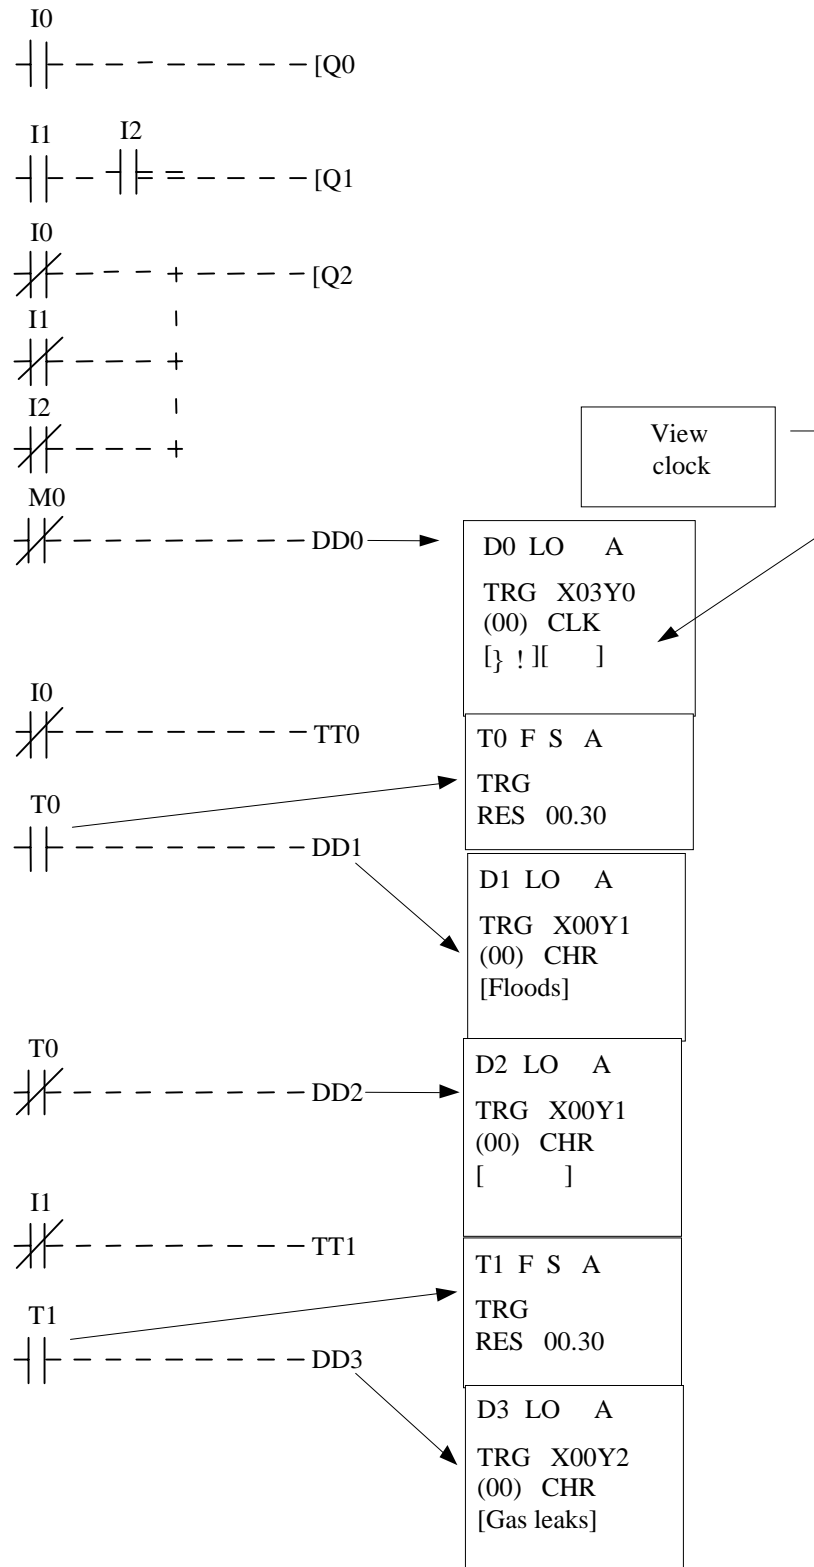 I0
[Q0
I1 I2
[Q1
I0
[Q2
I1
I2
View
clock
M0
DD0
D0 LO A
TRG X03Y0
(00) CLK
[} ! ][ ]
I0
TT0
T0 F S A
TRG
RES 00.30
T0
DD1
D1 LO A
TRG X00Y1
(00) CHR
[Floods]
T0
DD2
D2 LO A
TRG X00Y1
(00) CHR
[ ]
I1
TT1
T1 F S A
TRG
RES 00.30
T1
DD3
D3 LO A
TRG X00Y2
(00) CHR
[Gas leaks]